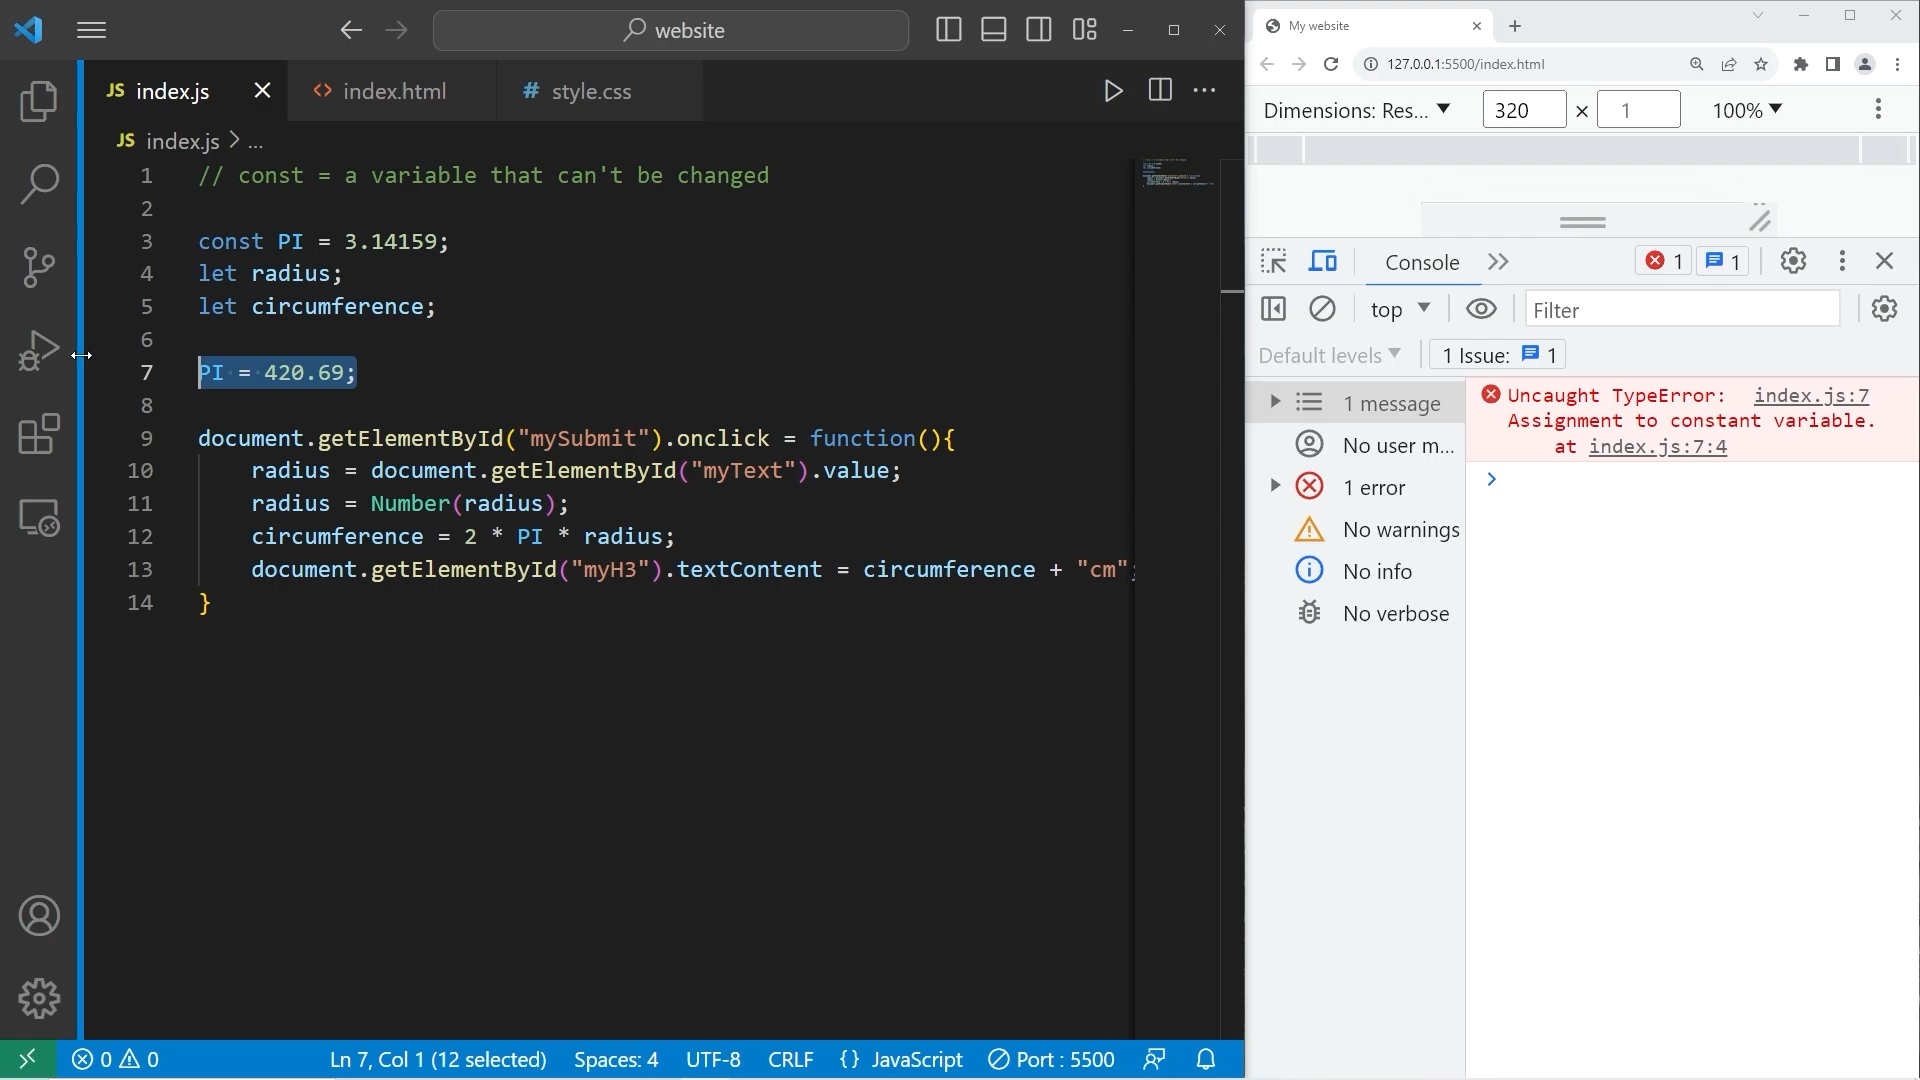 website
JS index.js
<> index.html
# style.css
JS index.js > ...
1 // const = a variable that can't be changed
2
3 const PI = 3.14159;
4 let radius;
5 let circumference;
6
7 PI = 420.69;
8
9 document.getElementById("mySubmit").onclick = function(){
10 radius = document.getElementById("myText").value;
11 radius = Number(radius);
12 circumference = 2 * PI * radius;
13 document.getElementById("myH3").textContent = circumference + "cm";
14 }
0 0
Ln 7, Col 1 (12 selected)
Spaces: 4
UTF-8
CRLF
{} JavaScript
Port : 5500
My website
127.0.0.1:5500/index.html
Dimensions: Res... 320 × 1 100%
Console 1 1
top
Filter
Default levels
1 Issue: 1
1 message
No user m...
1 error
No warnings
No info
No verbose
Uncaught TypeError: index.js:7
Assignment to constant variable.
at index.js:7:4